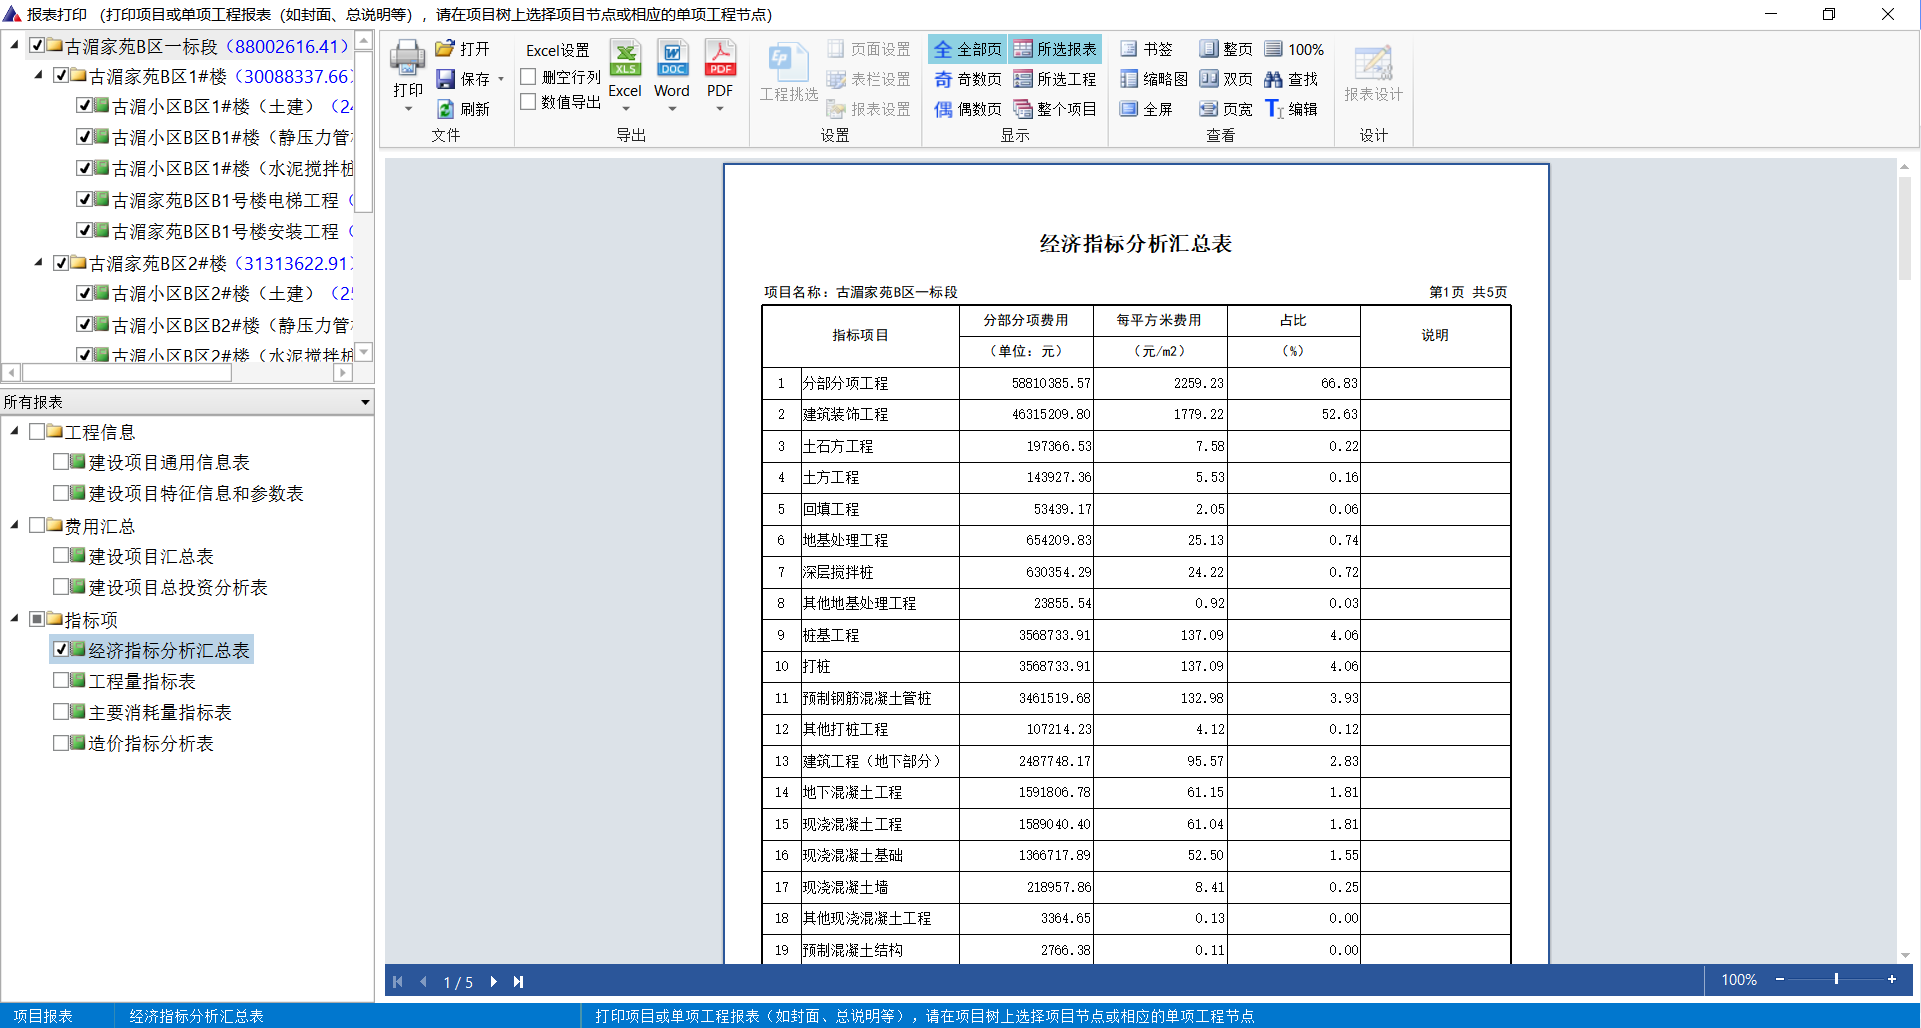 报表打印 （打印项目或单项工程报表（如封面、总说明等），请在项目树上选择项目节点或相应的单项工程节点）
古湄家苑B区一标段（88002616.41）
古湄家苑B区1#楼（30088337.66）
古湄小区B区1#楼（土建）（24
古湄小区B区B1#楼（静压力管桩
古湄小区B区1#楼（水泥搅拌桩
古湄家苑B区B1号楼电梯工程（
古湄家苑B区B1号楼安装工程（
古湄家苑B区2#楼（31313622.91）
古湄小区B区2#楼（土建）（25
古湄小区B区B2#楼（静压力管桩
古湄小区B区2#楼（水泥搅拌桩
所有报表
工程信息
建设项目通用信息表
建设项目特征信息和参数表
费用汇总
建设项目汇总表
建设项目总投资分析表
指标项
经济指标分析汇总表
工程量指标表
主要消耗量指标表
造价指标分析表
打印
打开
保存
刷新
文件
Excel设置
删空行列
数值导出
XLS
Excel
DOC
Word
PDF
PDF
导出
Ep
工程挑选
页面设置
表栏设置
报表设置
设置
全 全部页
奇 奇数页
偶 偶数页
所选报表
所选工程
整个项目
显示
书签
缩略图
全屏
整页
双页
页宽
100%
查找
编辑
查看
报表设计
设计
经济指标分析汇总表
项目名称：古湄家苑B区一标段 第1页 共5页
指标项目 分部分项费用 每平方米费用 占比 说明
（单位：元） （元/m2） （%）
1 分部分项工程 58810385.57 2259.23 66.83
2 建筑装饰工程 46315209.80 1779.22 52.63
3 土石方工程 197366.53 7.58 0.22
4 土方工程 143927.36 5.53 0.16
5 回填工程 53439.17 2.05 0.06
6 地基处理工程 654209.83 25.13 0.74
7 深层搅拌桩 630354.29 24.22 0.72
8 其他地基处理工程 23855.54 0.92 0.03
9 桩基工程 3568733.91 137.09 4.06
10 打桩 3568733.91 137.09 4.06
11 预制钢筋混凝土管桩 3461519.68 132.98 3.93
12 其他打桩工程 107214.23 4.12 0.12
13 建筑工程（地下部分） 2487748.17 95.57 2.83
14 地下混凝土工程 1591806.78 61.15 1.81
15 现浇混凝土工程 1589040.40 61.04 1.81
16 现浇混凝土基础 1366717.89 52.50 1.55
17 现浇混凝土墙 218957.86 8.41 0.25
18 其他现浇混凝土工程 3364.65 0.13 0.00
19 预制混凝土结构 2766.38 0.11 0.00
1 / 5
100%
项目报表
经济指标分析汇总表
打印项目或单项工程报表（如封面、总说明等），请在项目树上选择项目节点或相应的单项工程节点